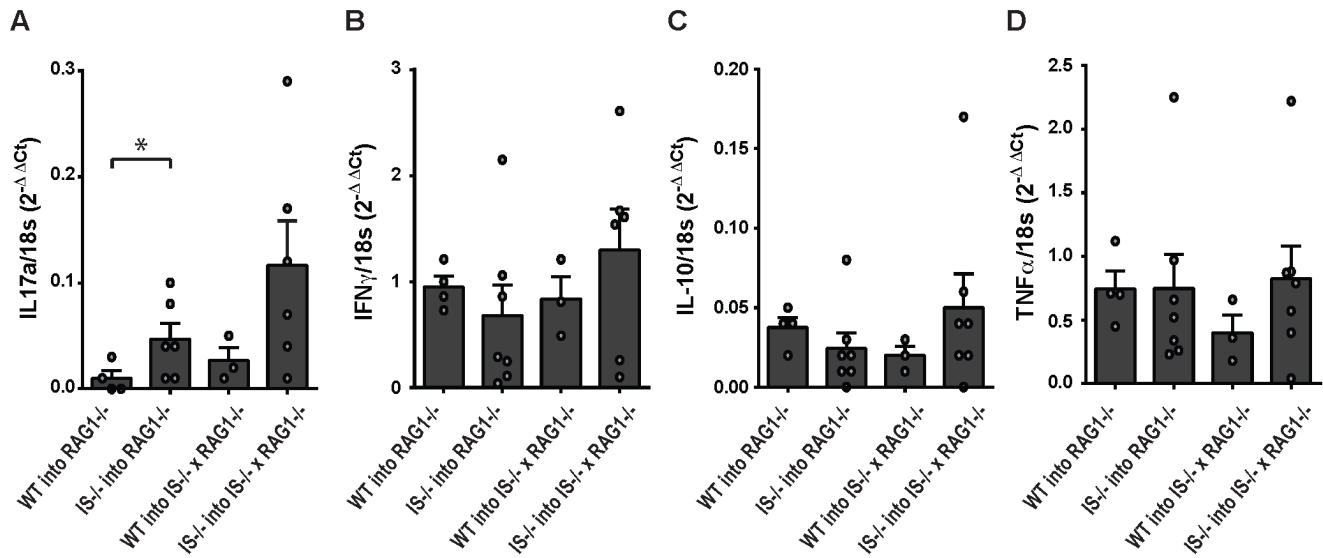 A
IL17a/18s (2-Δ ΔCt)
0.3
0.2
0.1
0.0
*
WT into RAG1-/-
IS-/- into RAG1-/-
WT into IS-/- x RAG1-/-
IS-/- into IS-/- x RAG1-/-
B
IFNγ/18s (2-Δ ΔCt)
3
2
1
0
WT into RAG1-/-
IS-/- into RAG1-/-
WT into IS-/- x RAG1-/-
IS-/- into IS-/- x RAG1-/-
C
IL-10/18s (2-Δ ΔCt)
0.20
0.15
0.10
0.05
0.00
WT into RAG1-/-
IS-/- into RAG1-/-
WT into IS-/- x RAG1-/-
IS-/- into IS-/- x RAG1-/-
D
TNFα/18s (2-Δ ΔCt)
2.5
2.0
1.5
1.0
0.5
0.0
WT into RAG1-/-
IS-/- into RAG1-/-
WT into IS-/- x RAG1-/-
IS-/- into IS-/- x RAG1-/-